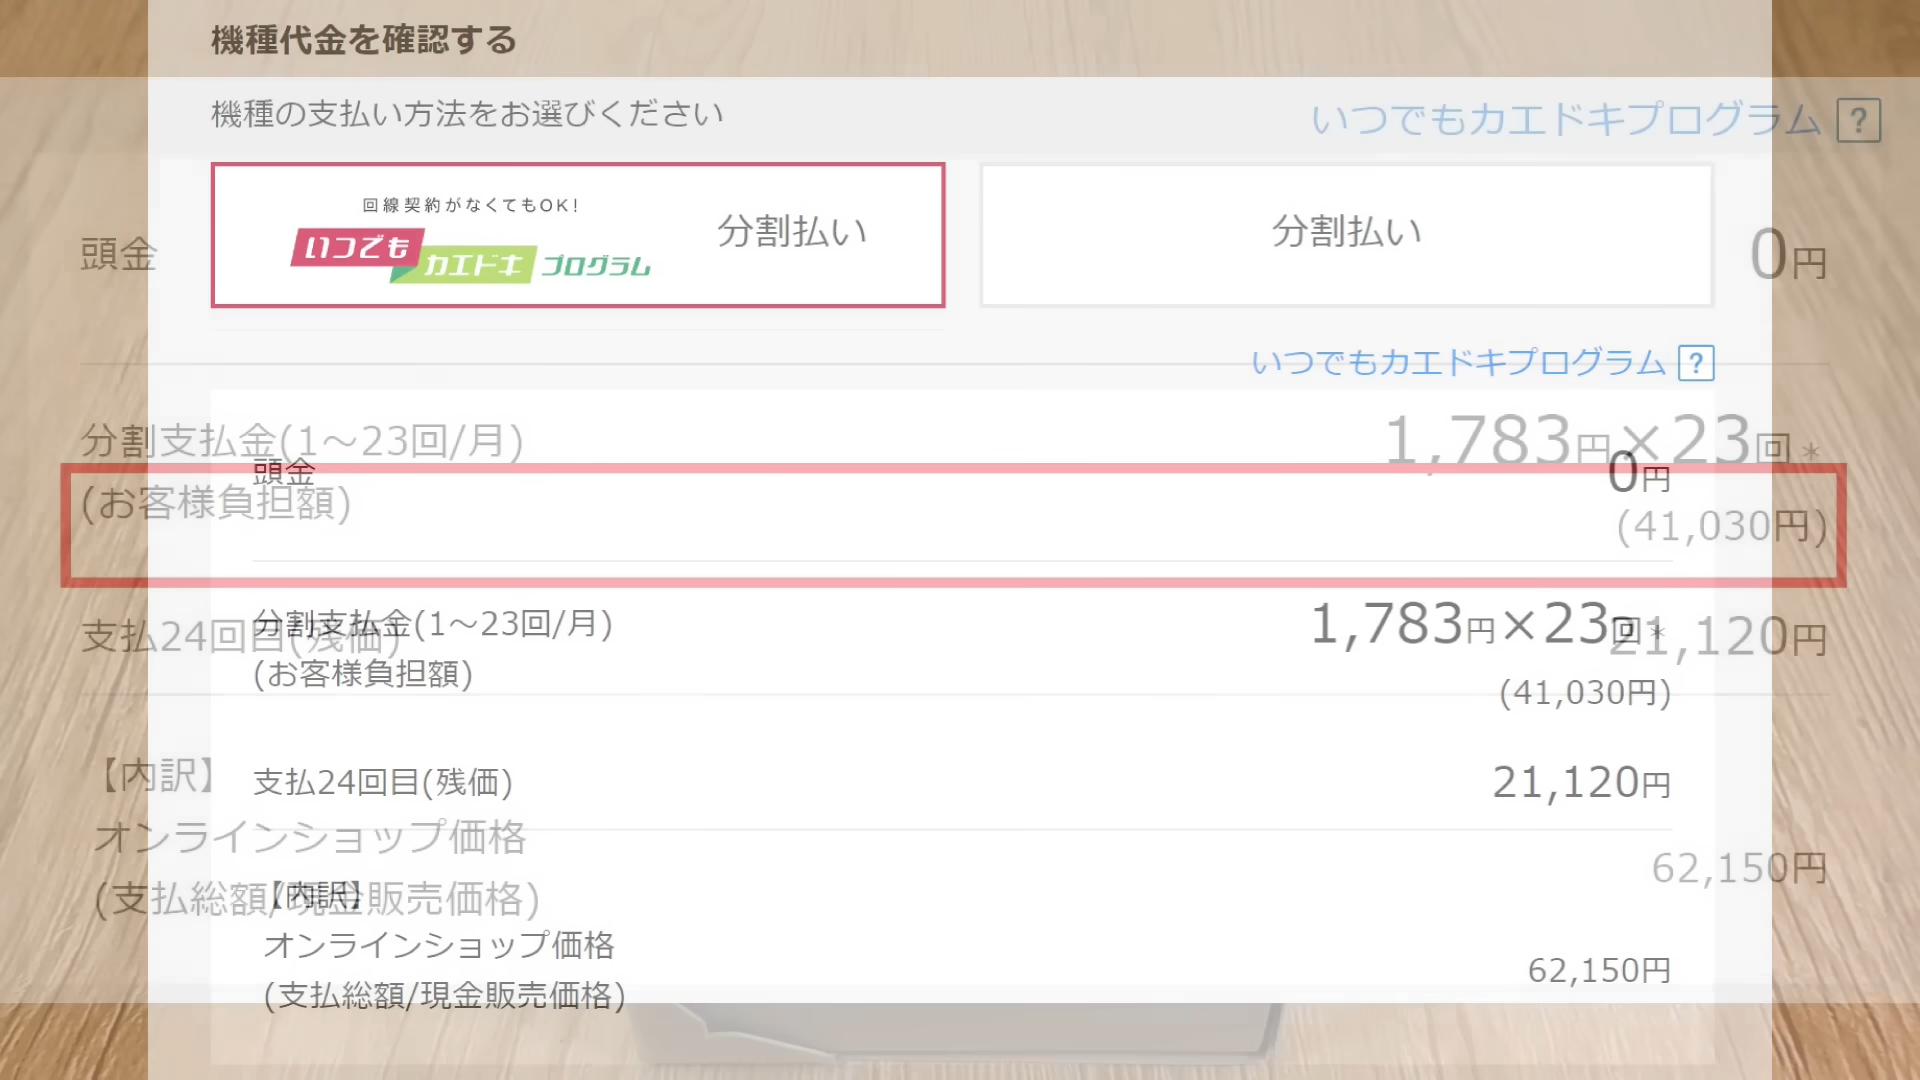 機種代金を確認する
機種の支払い方法をお選びください
いつでもカエドキプログラム ?
回線契約がなくてもOK!
いつでも
カエドキ プログラム
分割払い
分割払い
頭金
0円
いつでもカエドキプログラム ?
分割支払金(1~23回/月)
1,783円×23回*
(お客様負担額)
(41,030円)
頭金
0円
支払24回目(残価)
21,120円
分割支払金(1~23回/月)
1,783円×23回*
(お客様負担額)
(41,030円)
【内訳】
支払24回目(残価)
21,120円
オンラインショップ価格
(支払総額/現金販売価格)
62,150円
【内訳】
オンラインショップ価格
(支払総額/現金販売価格)
62,150円